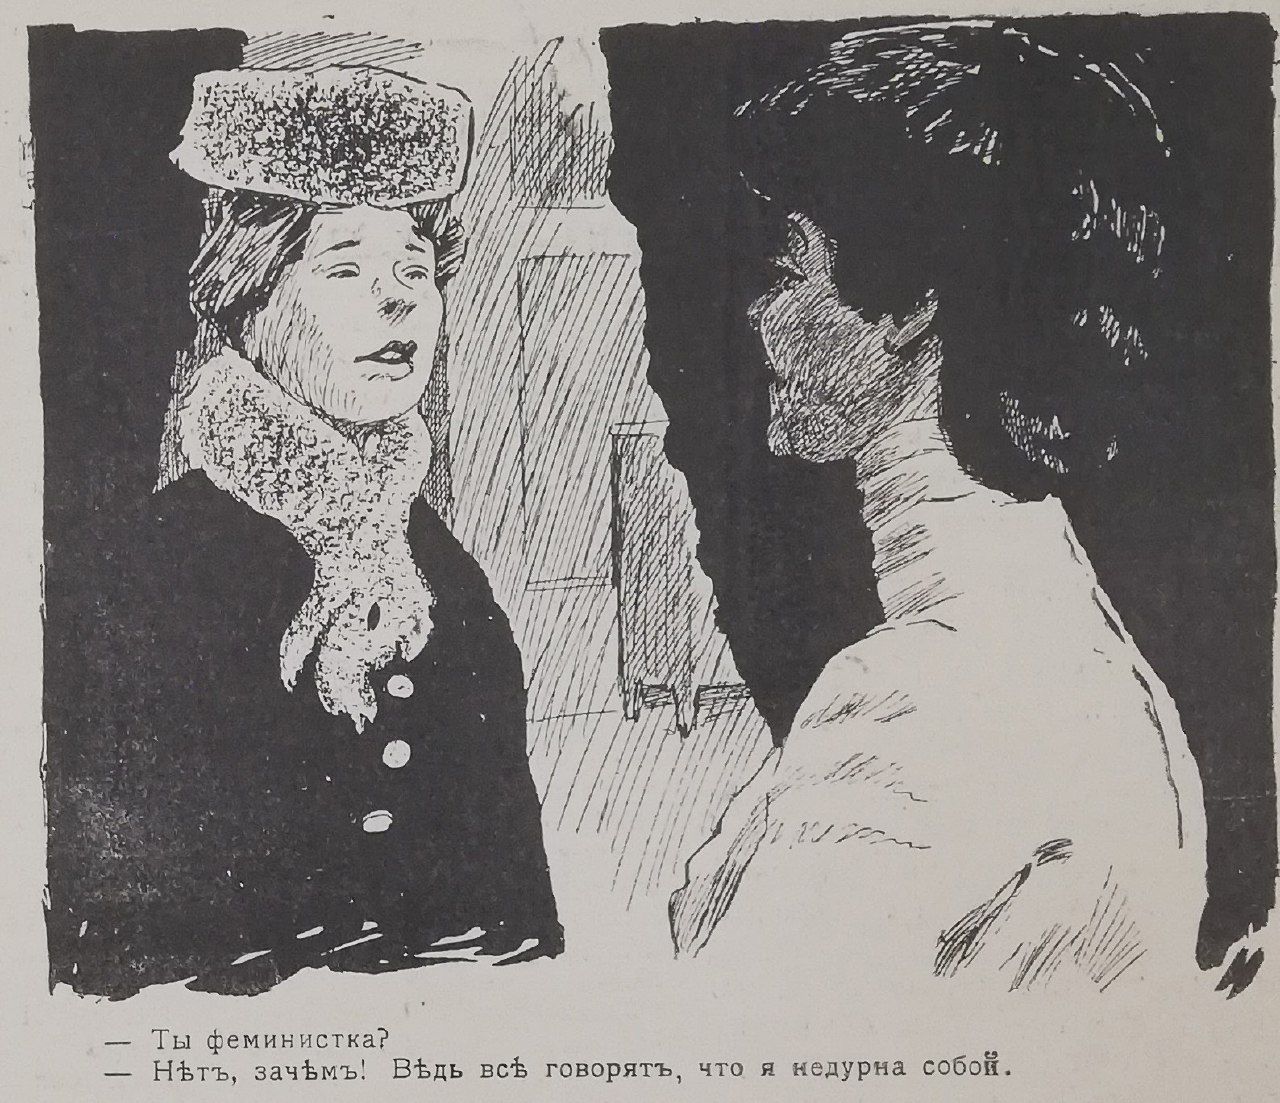 — Ты феминистка?
— Нѣтъ, зачѣмъ! Вѣдь всѣ говорятъ, что я недурна собой.